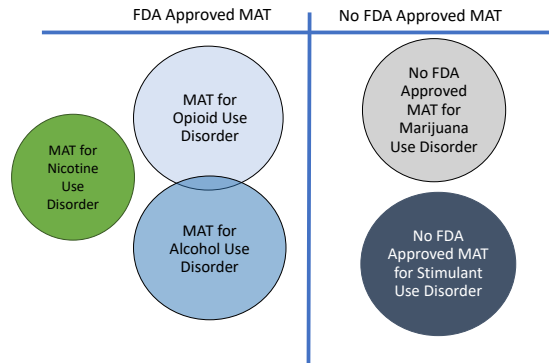 FDA Approved MAT
No FDA Approved MAT
MAT for
Opioid Use
Disorder
MAT for
Nicotine
Use
Disorder
MAT for
Alcohol Use
Disorder
No FDA
Approved
MAT for
Marijuana
Use Disorder
No FDA
Approved MAT
for Stimulant
Use Disorder